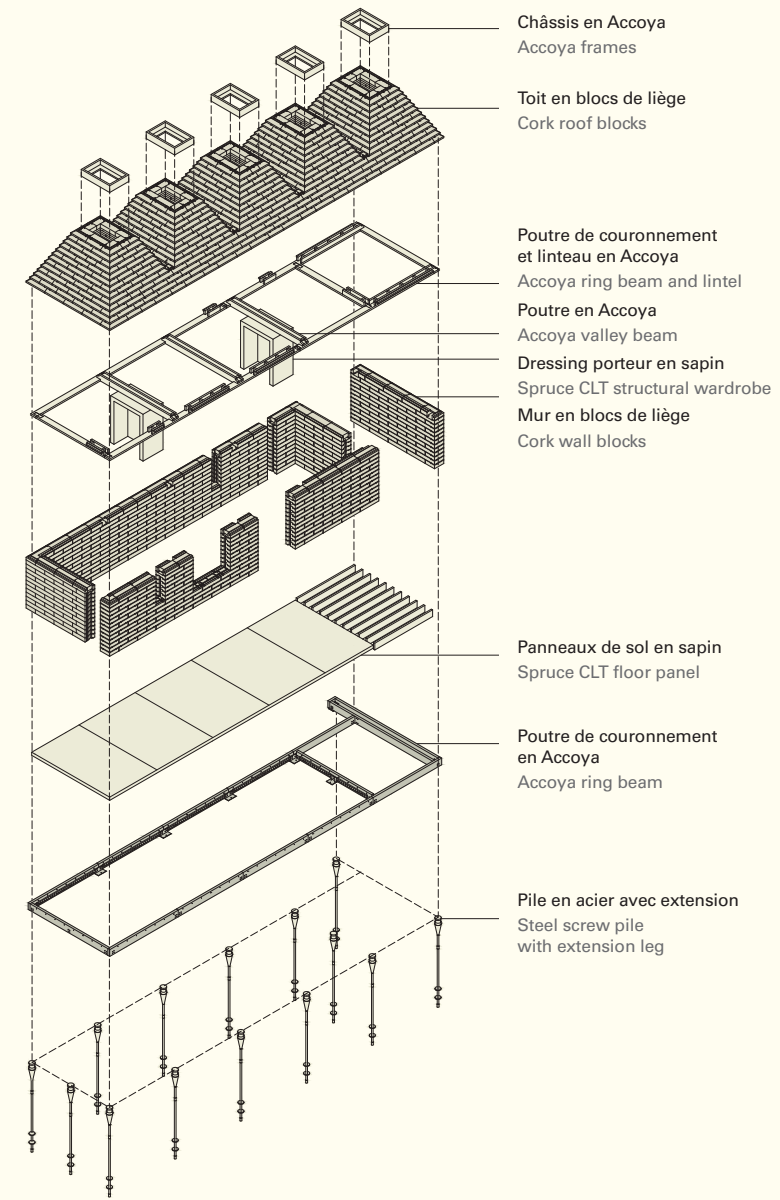 Châssis en Accoya
Accoya frames
Toit en blocs de liège
Cork roof blocks
Poutre de couronnement
et linteau en Accoya
Accoya ring beam and lintel
Poutre en Accoya
Accoya valley beam
Dressing porteur en sapin
Spruce CLT structural wardrobe
Mur en blocs de liège
Cork wall blocks
Panneaux de sol en sapin
Spruce CLT floor panel
Poutre de couronnement
en Accoya
Accoya ring beam
Pile en acier avec extension
Steel screw pile
with extension leg